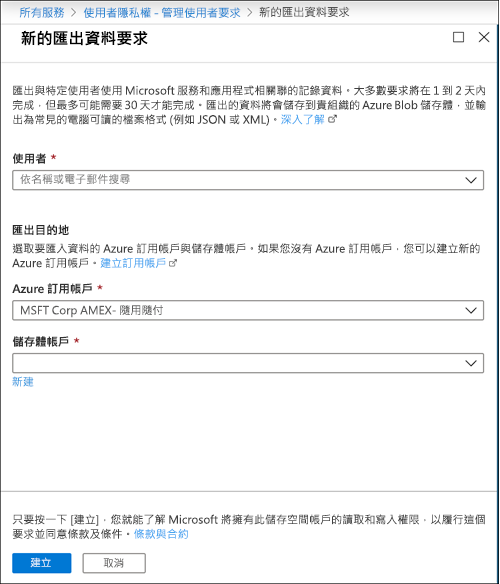 所有服務 > 使用者隱私權 - 管理使用者要求 > 新的匯出資料要求
新的匯出資料要求
匯出與特定使用者使用 Microsoft 服務和應用程式相關聯的記錄資料。大多數要求將在 1 到 2 天內
完成，但最多可能需要 30 天才能完成。匯出的資料將會儲存到貴組織的 Azure Blob 儲存體，並輸
出為常見的電腦可讀的檔案格式 (例如 JSON 或 XML)。深入了解
使用者 *
依名稱或電子郵件搜尋
匯出目的地
選取要匯入資料的 Azure 訂用帳戶與儲存體帳戶。如果您沒有 Azure 訂用帳戶，您可以建立新的
Azure 訂用帳戶。建立訂用帳戶
Azure 訂用帳戶 *
MSFT Corp AMEX- 隨用隨付
儲存體帳戶 *
新建
只要按一下 [建立]，您就能了解 Microsoft 將擁有此儲存空間帳戶的讀取和寫入權限，以履行這個
要求並同意條款及條件。條款與合約
建立
取消